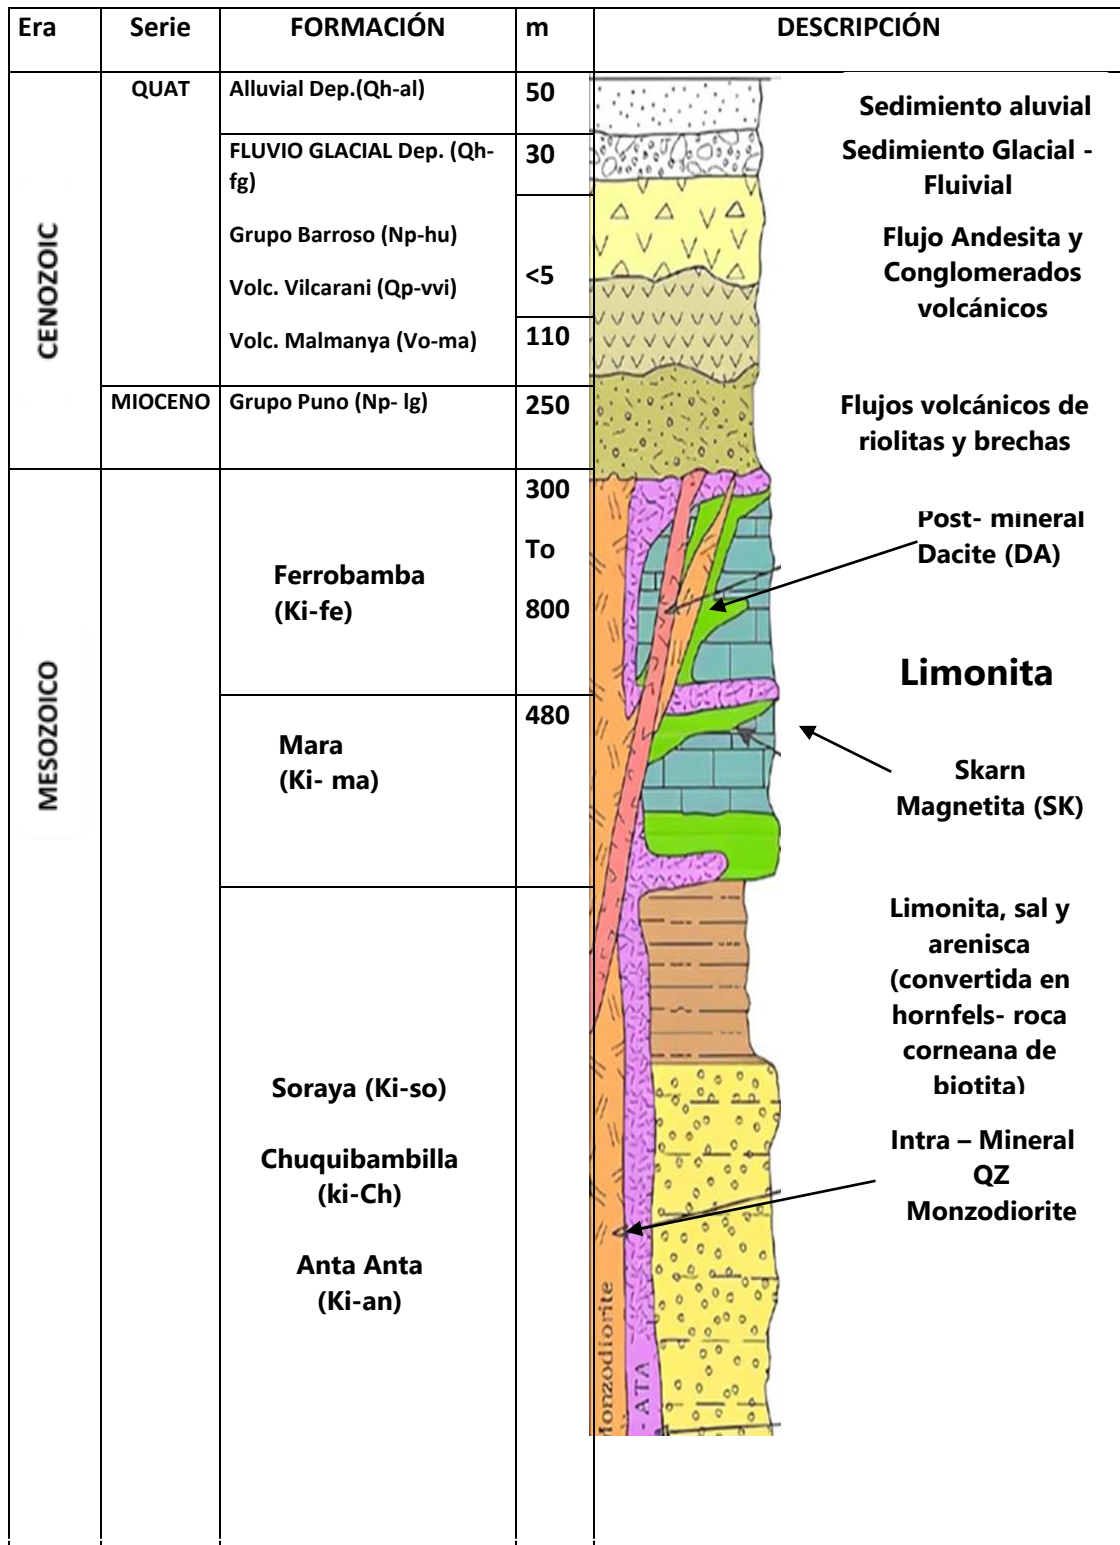 Era Serie FORMACIÓN m DESCRIPCIÓN
CENOZOIC
QUAT
Alluvial Dep.(Qh-al)
50
Sedimiento aluvial
FLUVIO GLACIAL Dep. (Qh-
fg)
30
Sedimiento Glacial -
Fluivial
Grupo Barroso (Np-hu)
Volc. Vilcarani (Qp-vvi)
<5
Volc. Malmanya (Vo-ma)
110
Flujo Andesita y
Conglomerados
volcánicos
MIOCENO
Grupo Puno (Np- lg)
250
Flujos volcánicos de
riolitas y brechas
MESOZOICO
Ferrobamba
(Ki-fe)
300
To
800
Post- mineral
Dacite (DA)
Limonita
Mara
(Ki- ma)
480
Skarn
Magnetita (SK)
Limonita, sal y
arenisca
(convertida en
hornfels- roca
corneana de
biotita)
Soraya (Ki-so)
Chuquibambilla
(ki-Ch)
Anta Anta
(Ki-an)
Intra – Mineral
QZ
Monzodiorite
Monzodiorite
- ATA